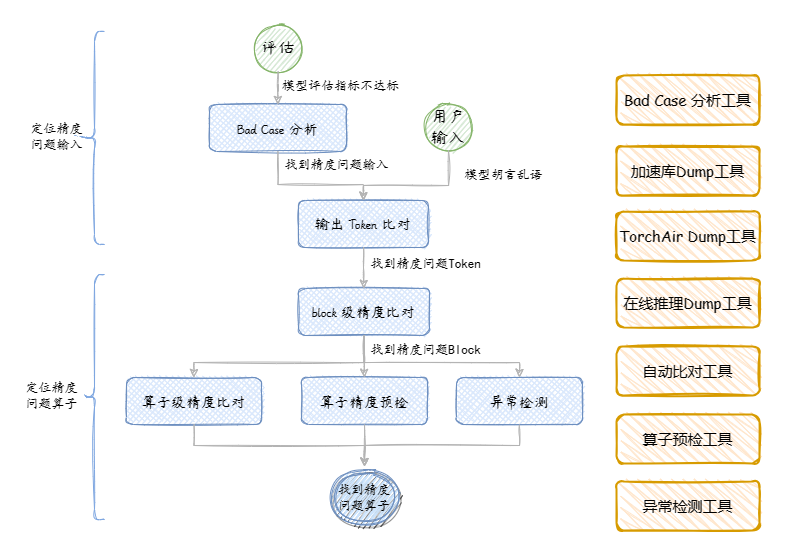 评估
模型评估指标不达标
Bad Case 分析
用户
输入
找到精度问题输入
模型胡言乱语
定位精度
问题输入
输出 Token 比对
找到精度问题Token
block 级精度比对
找到精度问题Block
定位精度
问题算子
算子级精度比对
算子精度预检
异常检测
找到精度
问题算子
Bad Case 分析工具
加速库Dump工具
TorchAir Dump工具
在线推理Dump工具
自动比对工具
算子预检工具
异常检测工具